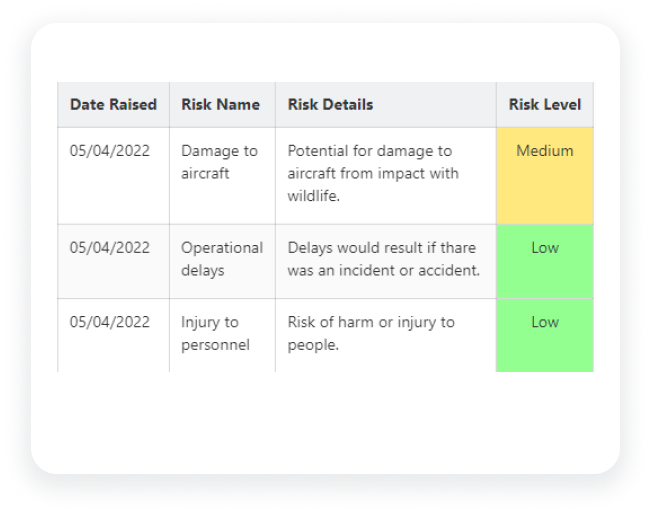 Date Raised Risk Name Risk Details Risk Level
05/04/2022 Damage to Potential for damage to Medium
aircraft aircraft from impact with
wildlife.
05/04/2022 Operational Delays would result if thare Low
delays was an incident or accident.
05/04/2022 Injury to Risk of harm or injury to Low
personnel people.